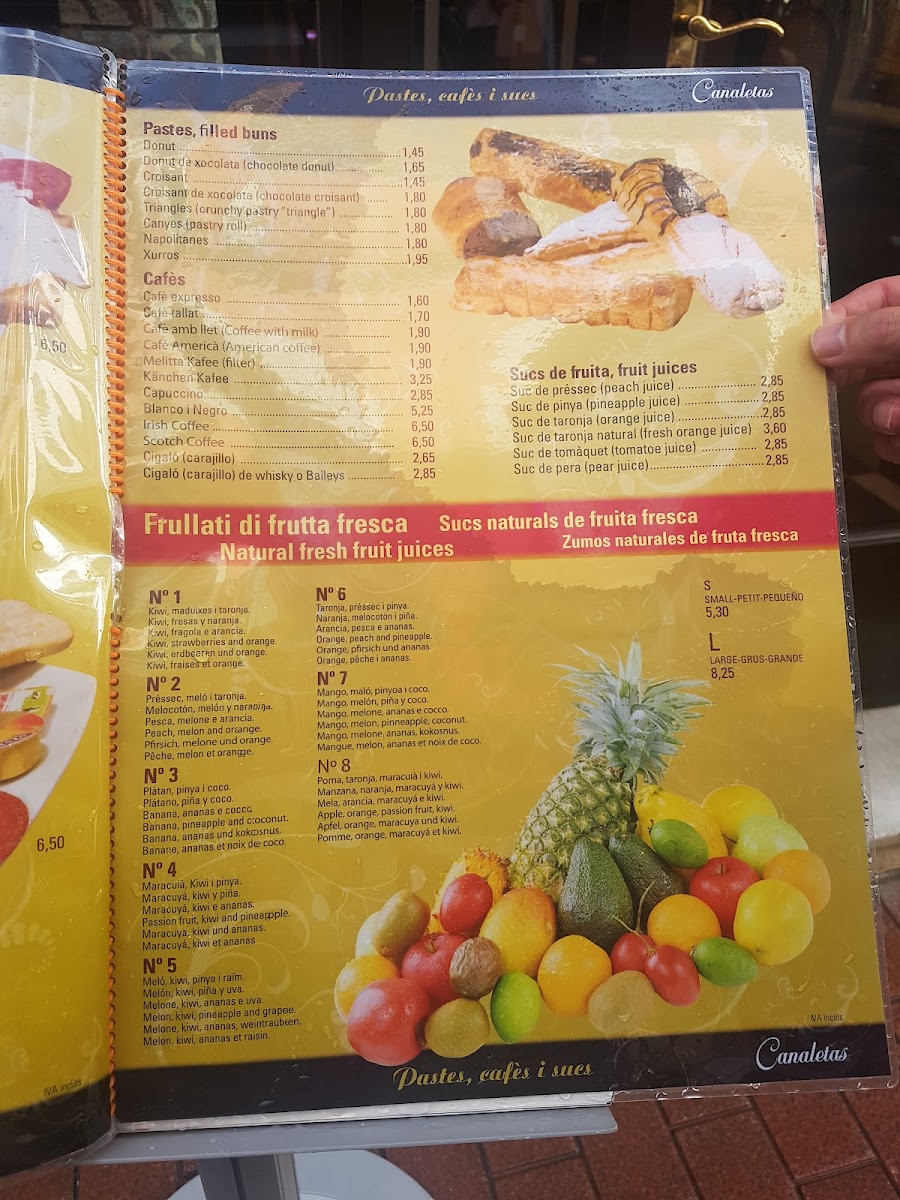 Pastes, cafès i sucs
Canaletas
Pastes, filled buns
Donut 1,45
Donut de xocolata (chocolate donut) 1,65
Croisant 1,45
Croisant de xocolata (chocolate croisant) 1,80
Triangles (crunchy pastry "triangle") 1,80
Canyes (pastry roll) 1,80
Napolitanes 1,80
Xurros 1,95
Cafès
Cafè expresso 1,60
Cafè tallat 1,70
Cafè amb llet (Coffee with milk) 1,90
Cafè Americà (American coffee) 1,90
Melitta Kafee (filter) 1,90
Känchen Kafee 3,25
Capuccino 2,85
Blanco i Negro 5,25
Irish Coffee 6,50
Scotch Coffee 6,50
Cigaló (carajillo) 2,65
Cigaló (carajillo) de whisky o Baileys 2,85
Sucs de fruita, fruit juices
Suc de préssec (peach juice) 2,85
Suc de pinya (pineapple juice) 2,85
Suc de taronja (orange juice) 2,85
Suc de taronja natural (fresh orange juice) 3,60
Suc de tomàquet (tomatoe juice) 2,85
Suc de pera (pear juice) 2,85
Frullati di frutta fresca
Sucs naturals de fruita fresca
Natural fresh fruit juices
Zumos naturales de fruta fresca
Nº 1
Kiwi, maduixes i taronja.
Kiwi, fresas y naranja.
Kiwi, fragola e arancia.
Kiwi, strawberries and orange.
Kiwi, erdbeeren und orange.
Kiwi, fraises et orange.
Nº 2
Préssec, meló i taronja.
Melocotón, melón y naranja.
Pesca, melone e arancia.
Peach, melon and orange.
Pfirsich, melone und orange.
Pêche, melon et orange.
Nº 3
Plàtan, pinya i coco.
Plátano, piña y coco.
Banana, ananas e cocco.
Banana, pineapple and coconut.
Banana, ananas und kokosnus.
Banane, ananas et noix de coco.
Nº 4
Maracuià, Kiwi i pinya.
Maracuyá, kiwi y piña.
Maracuyá, kiwi e ananas.
Passion fruit, kiwi and pineapple.
Maracuya, kiwi und ananas.
Maracuyá, kiwi et ananas
Nº 5
Meló, kiwi, pinya i raïm.
Melón, kiwi, piña y uva.
Melone, kiwi, ananas e uva.
Melon, kiwi, pineapple and grapee.
Melone, kiwi, ananas, weintrauben.
Melon, kiwi, ananas et raisin.
Nº 6
Taronja, préssec i pinya.
Naranja, melocotón i piña.
Arancia, pesca e ananas.
Orange, peach and pineapple.
Orange, pfirsich und ananas.
Orange, pêche i ananas.
Nº 7
Mango, maló, pinyoa i coco.
Mango, melón, piña y coco.
Mango, melone, ananas e cocco.
Mango, melon, pinneapple, coconut.
Mango, melone, ananas, kokosnus.
Mangue, melon, ananas et noix de coco.
Nº 8
Poma, taronja, maracuià i kiwi.
Manzana, naranja, maracuyá y kiwi.
Mela, arancia, maracuyá e kiwi.
Apple, orange, passion fruit, kiwi.
Apfel, orange, maracuya und kiwi.
Pomme, orange, maracuyá et kiwi.
S
SMALL-PETIT-PEQUEÑO
5,30
L
LARGE-GROS-GRANDE
8,25
IVA inclòs
Pastes, cafès i sucs
Canaletas
6,50
6,50
IVA inclòs